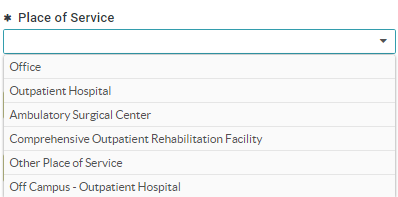 ✱ Place of Service
Office
Outpatient Hospital
Ambulatory Surgical Center
Comprehensive Outpatient Rehabilitation Facility
Other Place of Service
Off Campus - Outpatient Hospital